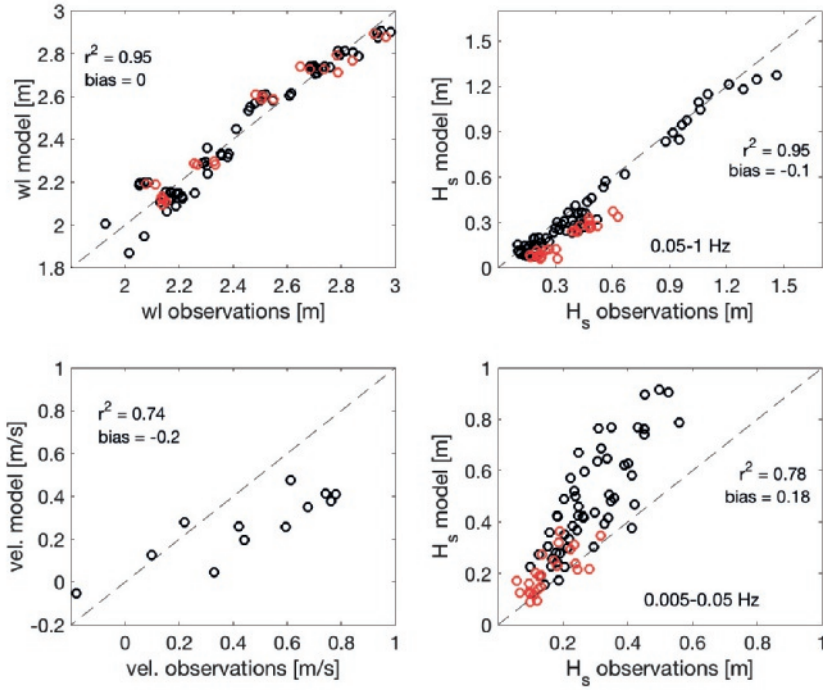 3
2.8
2.6
2.4
2.2
2
1.8
wl model [m]
r² = 0.95
bias = 0
2 2.2 2.4 2.6 2.8 3
wl observations [m]
1.5
1.2
0.9
0.6
0.3
0
H_s model [m]
r² = 0.95
bias = -0.1
0.05-1 Hz
0.3 0.6 0.9 1.2 1.5
H_s observations [m]
1
0.8
0.6
0.4
0.2
0
-0.2
vel. model [m/s]
r² = 0.74
bias = -0.2
0 0.2 0.4 0.6 0.8 1
vel. observations [m/s]
1
0.8
0.6
0.4
0.2
0
H_s model [m]
r² = 0.78
bias = 0.18
0.005-0.05 Hz
0 0.2 0.4 0.6 0.8 1
H_s observations [m]